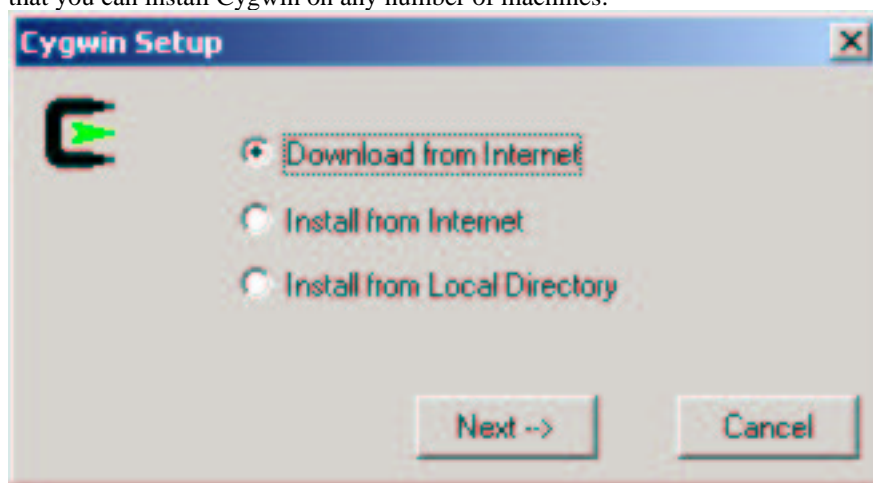 that you can install Cygwin on any number of machines.
Cygwin Setup
Download from Internet
Install from Internet
Install from Local Directory
Next -->
Cancel